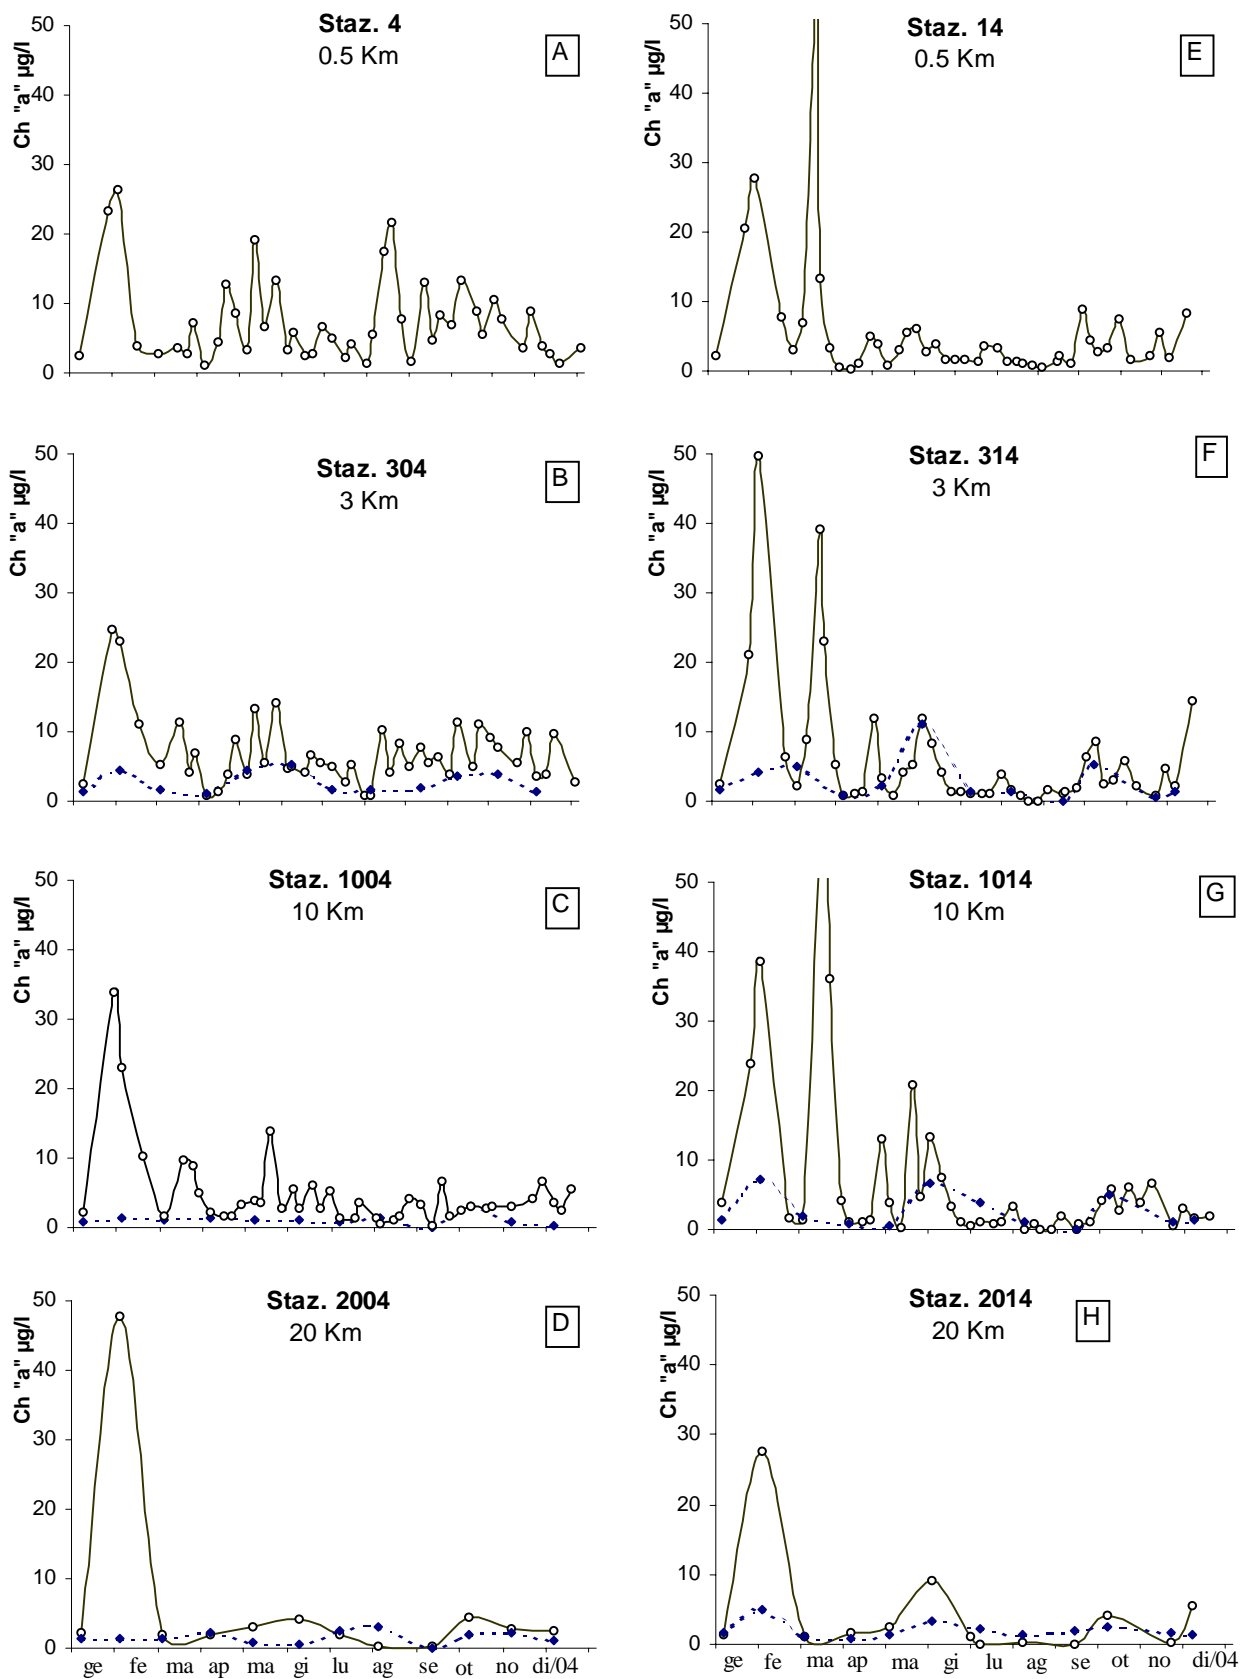 Staz. 4
0.5 Km
A
Ch "a" µg/l
50
40
30
20
10
0
Staz. 14
0.5 Km
E
Ch "a" µg/l
50
40
30
20
10
0
Staz. 304
3 Km
B
Ch "a" µg/l
50
40
30
20
10
0
Staz. 314
3 Km
F
Ch "a" µg/l
50
40
30
20
10
0
Staz. 1004
10 Km
C
Ch "a" µg/l
50
40
30
20
10
0
Staz. 1014
10 Km
G
Ch "a" µg/l
50
40
30
20
10
0
Staz. 2004
20 Km
D
Ch "a" µg/l
50
40
30
20
10
0
ge fe ma ap ma gi lu ag se ot no di/04
Staz. 2014
20 Km
H
Ch "a" µg/l
50
40
30
20
10
0
ge fe ma ap ma gi lu ag se ot no di/04